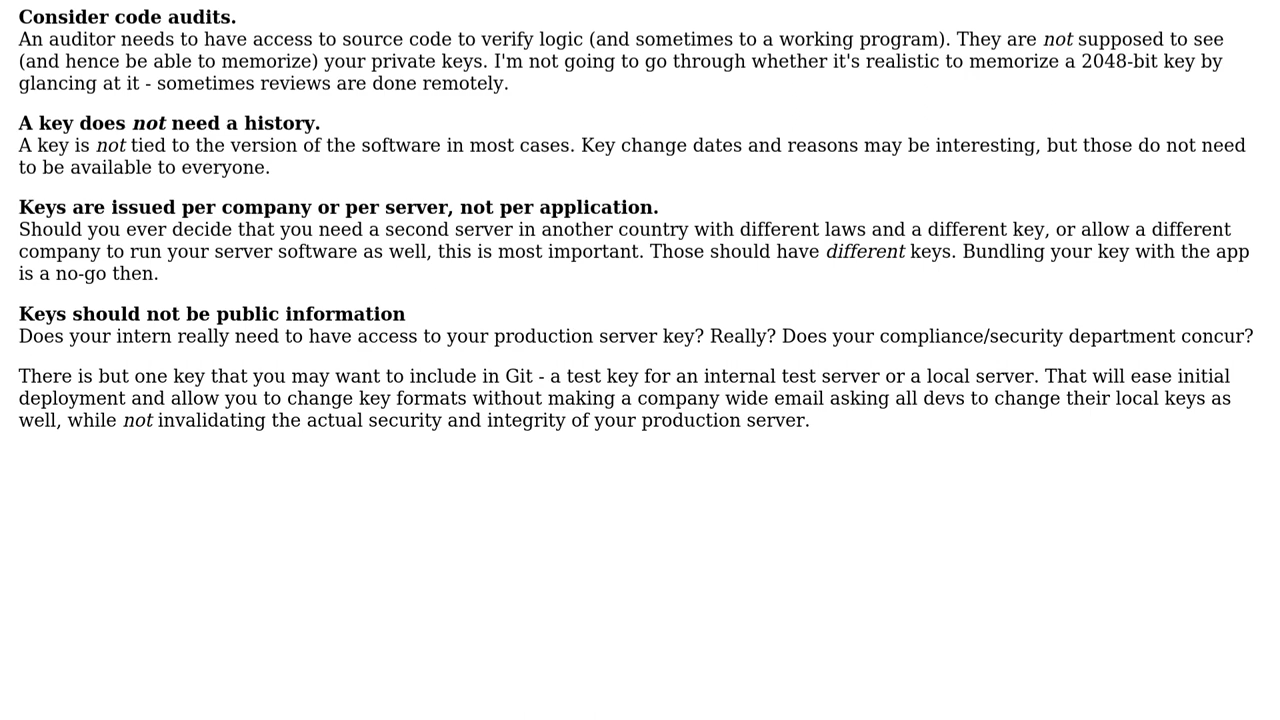 Consider code audits.
An auditor needs to have access to source code to verify logic (and sometimes to a working program). They are not supposed to see
(and hence be able to memorize) your private keys. I'm not going to go through whether it's realistic to memorize a 2048-bit key by
glancing at it - sometimes reviews are done remotely.
A key does not need a history.
A key is not tied to the version of the software in most cases. Key change dates and reasons may be interesting, but those do not need
to be available to everyone.
Keys are issued per company or per server, not per application.
Should you ever decide that you need a second server in another country with different laws and a different key, or allow a different
company to run your server software as well, this is most important. Those should have different keys. Bundling your key with the app
is a no-go then.
Keys should not be public information
Does your intern really need to have access to your production server key? Really? Does your compliance/security department concur?
There is but one key that you may want to include in Git - a test key for an internal test server or a local server. That will ease initial
deployment and allow you to change key formats without making a company wide email asking all devs to change their local keys as
well, while not invalidating the actual security and integrity of your production server.